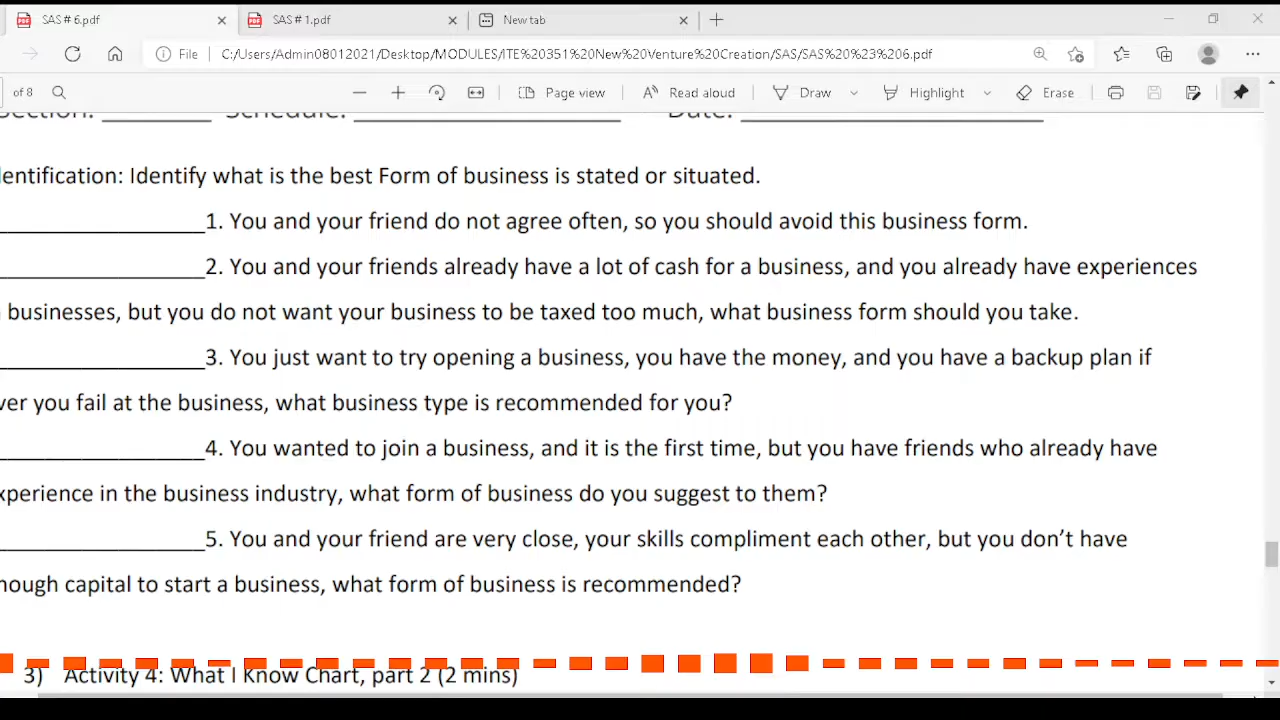 SAS # 6.pdf
SAS # 1.pdf
New tab
File C:/Users/Admin08012021/Desktop/MODULES/ITE%20351%20New%20Venture%20Creation/SAS/SAS%20%23%206.pdf
of 8 Page view Read aloud Draw Highlight Erase
Section: __________ Schedule: ______________________ Date: _________________________
dentification: Identify what is the best Form of business is stated or situated.
__________________1. You and your friend do not agree often, so you should avoid this business form.
__________________2. You and your friends already have a lot of cash for a business, and you already have experiences
businesses, but you do not want your business to be taxed too much, what business form should you take.
__________________3. You just want to try opening a business, you have the money, and you have a backup plan if
ver you fail at the business, what business type is recommended for you?
__________________4. You wanted to join a business, and it is the first time, but you have friends who already have
xperience in the business industry, what form of business do you suggest to them?
__________________5. You and your friend are very close, your skills compliment each other, but you don’t have
nough capital to start a business, what form of business is recommended?
3) Activity 4: What I Know Chart, part 2 (2 mins)